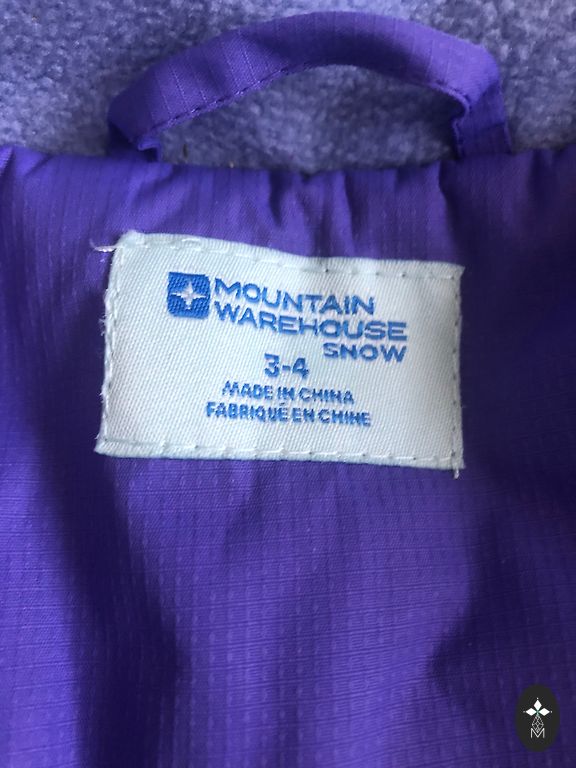 MOUNTAIN
WAREHOUSE
SNOW
3-4
MADE IN CHINA
FABRIQUÉ EN CHINE
M